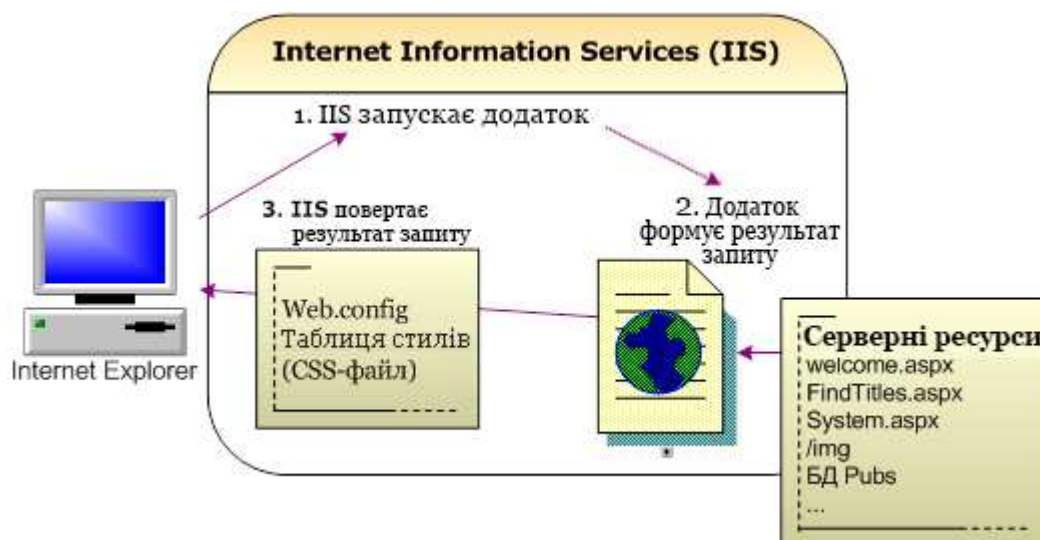 Internet Information Services (IIS)
1. IIS запускає додаток
3. IIS повертає
результат запиту
2. Додаток
формує результат
запиту
Web.config
Таблиця стилів
(CSS-файл)
Internet Explorer
Серверні ресурси
welcome.aspx
FindTitles.aspx
System.aspx
/img
БД Pubs
...